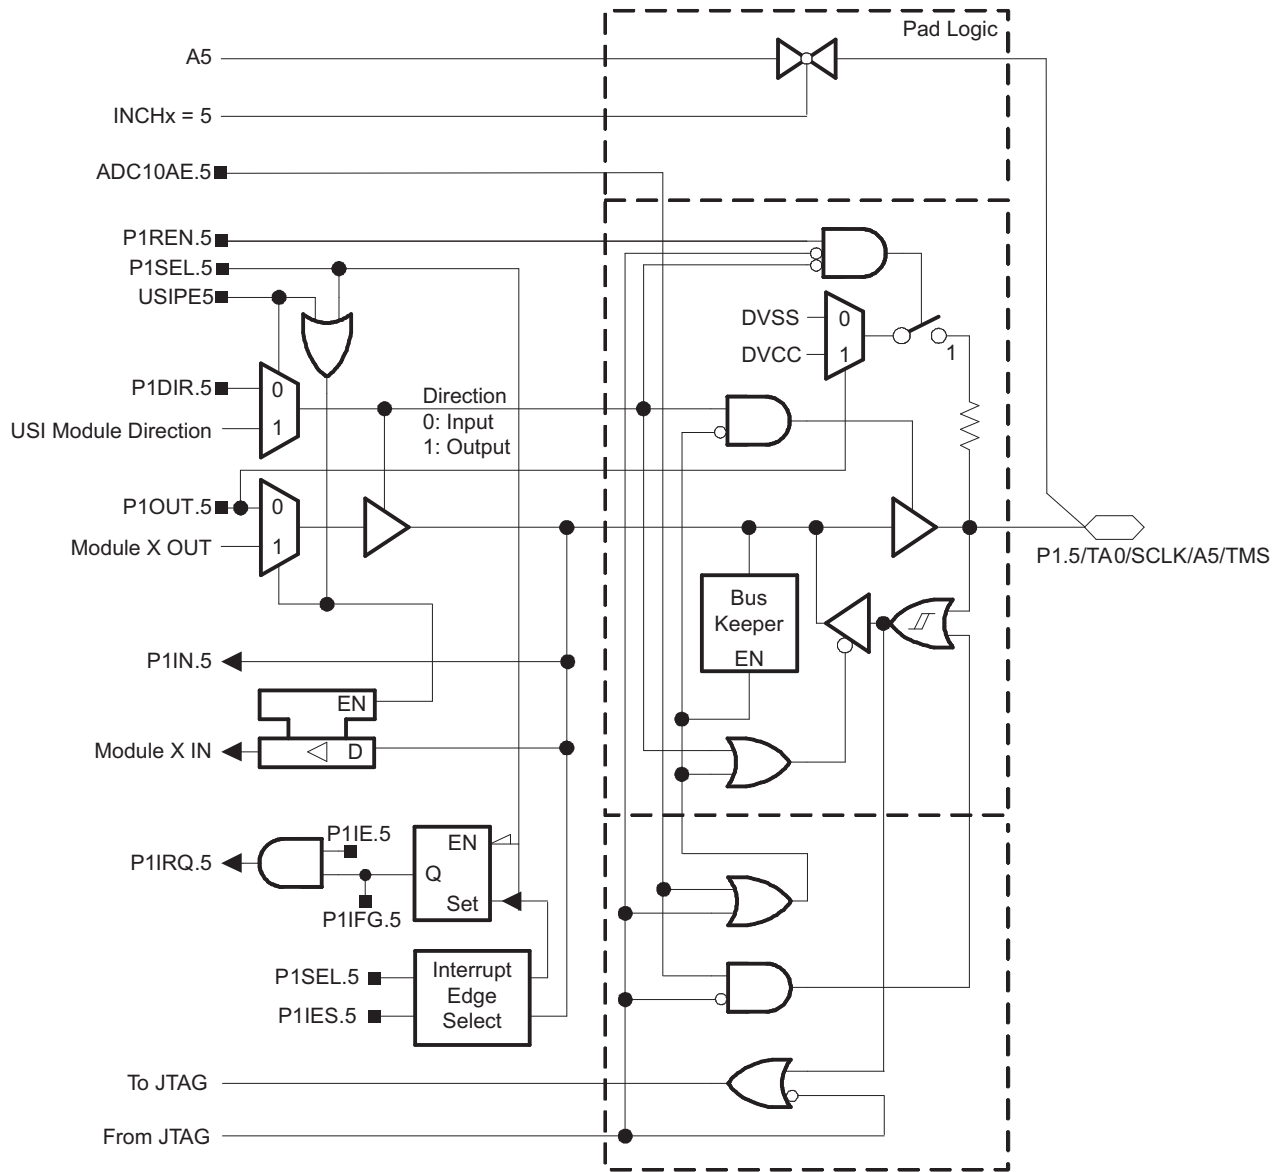 Pad Logic
A5
INCHx = 5
ADC10AE.5
P1REN.5
P1SEL.5
USIPE5
DVSS
0
DVCC
1
1
P1DIR.5
0
USI Module Direction
1
Direction
0: Input
1: Output
P1OUT.5
0
Module X OUT
1
P1.5/TA0/SCLK/A5/TMS
Bus
Keeper
EN
P1IN.5
EN
Module X IN
D
P1IE.5
P1IRQ.5
EN
Q
Set
P1IFG.5
P1SEL.5
P1IES.5
Interrupt
Edge
Select
To JTAG
From JTAG